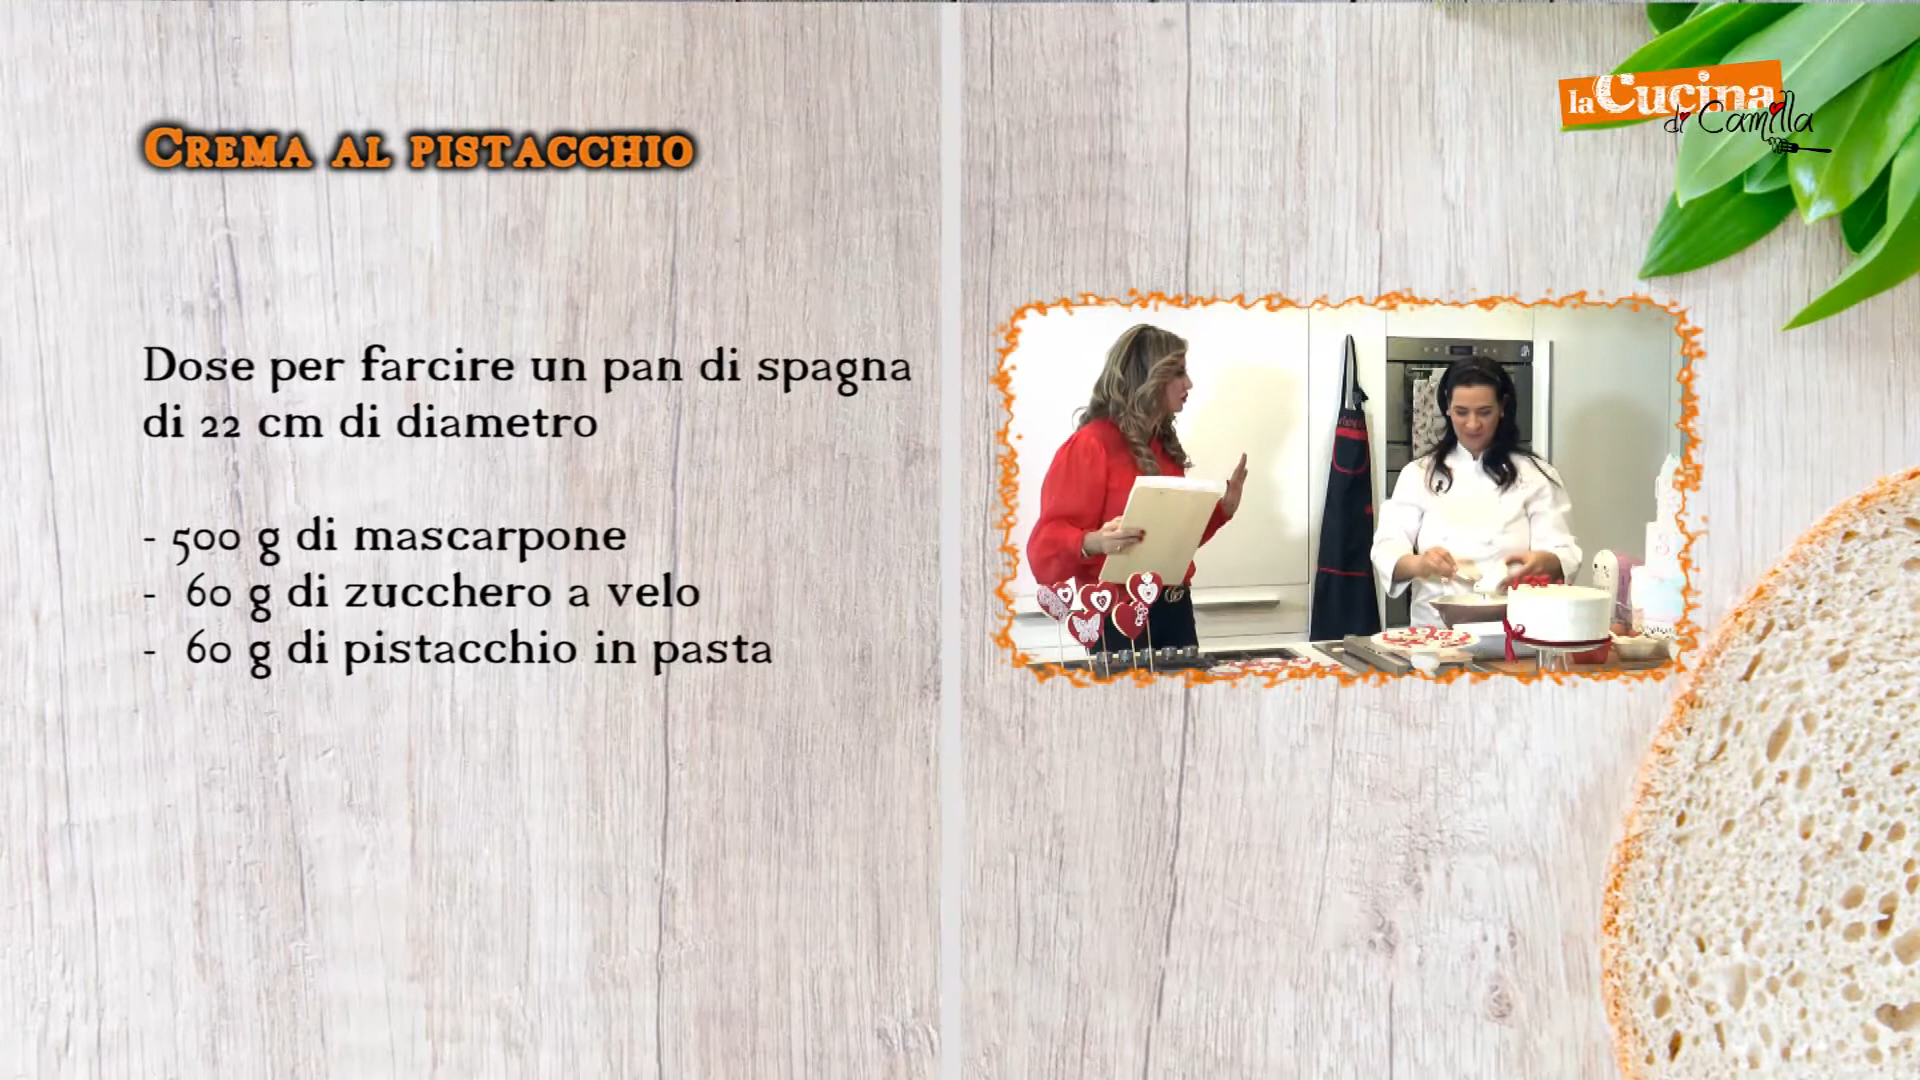 la Cucina
di Camilla
Crema al pistacchio
Dose per farcire un pan di spagna
di 22 cm di diametro
- 500 g di mascarpone
- 60 g di zucchero a velo
- 60 g di pistacchio in pasta